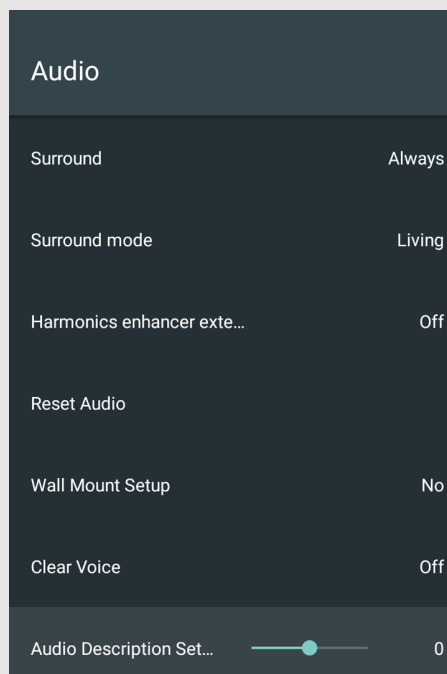 Audio
Surround Always
Surround mode Living
Harmonics enhancer exte...
Off
Reset Audio
Wall Mount Setup No
Clear Voice Off
Audio Description Set... 0